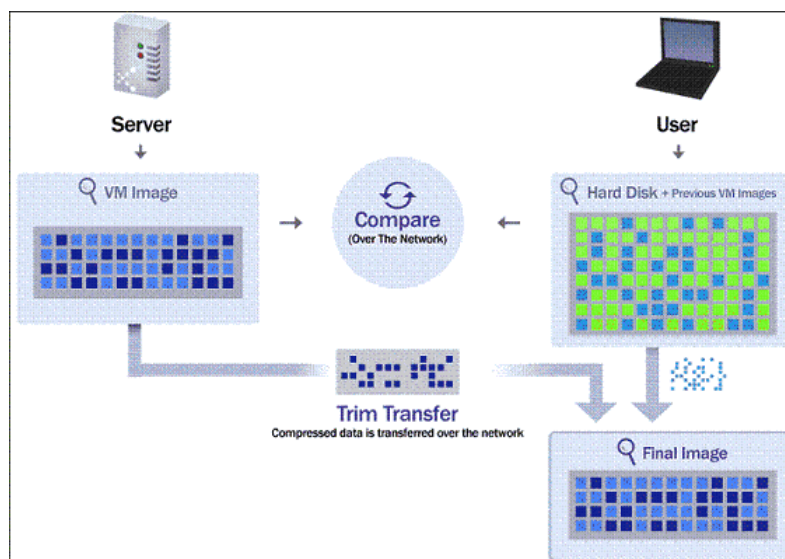 Server
User
VM Image
Hard Disk + Previous VM Images
Compare
(Over The Network)
Trim Transfer
Compressed data is transferred over the network
Final Image